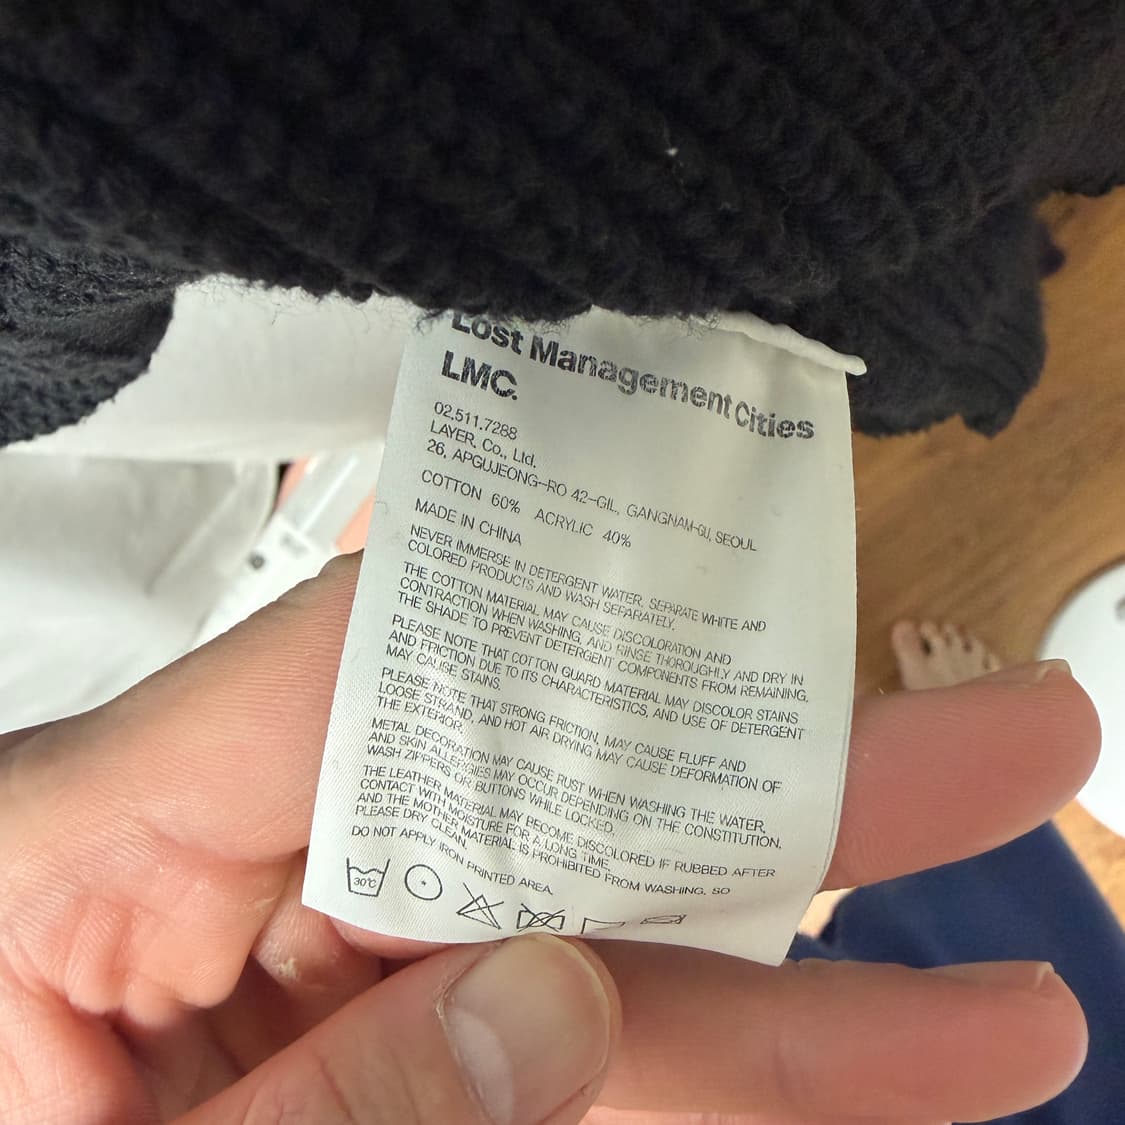 Lost Management Cities
LMC.
02.511.7288
LAYER. Co., Ltd.
26, APGUJEONG-RO 42-GIL, GANGNAM-GU, SEOUL
COTTON 60% ACRYLIC 40%
MADE IN CHINA
NEVER IMMERSE IN DETERGENT WATER, SEPARATE WHITE AND
COLORED PRODUCTS AND WASH SEPARATELY.
THE COTTON MATERIAL MAY CAUSE DISCOLORATION AND
CONTRACTION WHEN WASHING, AND RINSE THOROUGHLY AND DRY IN
THE SHADE TO PREVENT DETERGENT COMPONENTS FROM REMAINING,
PLEASE NOTE THAT COTTON GUARD MATERIAL MAY DISCOLOR STAINS
AND FRICTION DUE TO ITS CHARACTERISTICS, AND USE OF DETERGENT
MAY CAUSE STAINS.
PLEASE NOTE THAT STRONG FRICTION, MAY CAUSE FLUFF AND
LOOSE STRAND, AND HOT AIR DRYING MAY CAUSE DEFORMATION OF
THE EXTERIOR.
METAL DECORATION MAY CAUSE RUST WHEN WASHING THE WATER,
AND SKIN ALLERGIES MAY OCCUR DEPENDING ON THE CONSTITUTION.
WASH ZIPPERS OR BUTTONS WHILE LOCKED.
THE LEATHER MATERIAL MAY BECOME DISCOLORED IF RUBBED AFTER
CONTACT WITH MOISTURE FOR A LONG TIME,
AND THE MOTHER MATERIAL IS PROHIBITED FROM WASHING, SO
PLEASE DRY CLEAN.
DO NOT APPLY IRON PRINTED AREA.
30℃